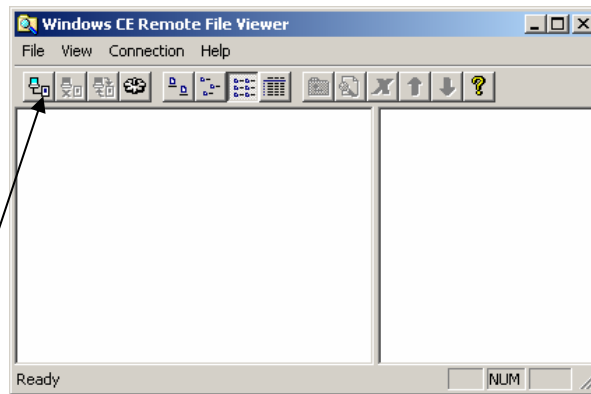 Windows CE Remote File Viewer
File View Connection Help
Ready NUM